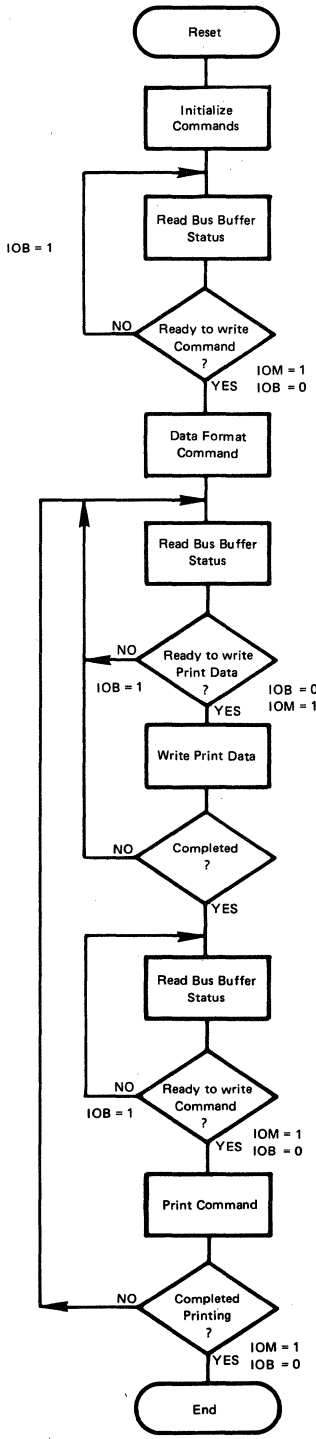 Reset
Initialize
Commands
Read Bus Buffer
Status
IOB = 1
NO
Ready to write
Command
?
IOM = 1
IOB = 0
YES
Data Format
Command
Read Bus Buffer
Status
NO
Ready to write
Print Data
?
IOB = 1
IOB = 0
IOM = 1
YES
Write Print Data
NO
Completed
?
YES
Read Bus Buffer
Status
NO
Ready to write
Command
?
IOB = 1
IOM = 1
IOB = 0
YES
Print Command
NO
Completed
Printing
?
IOM = 1
IOB = 0
YES
End